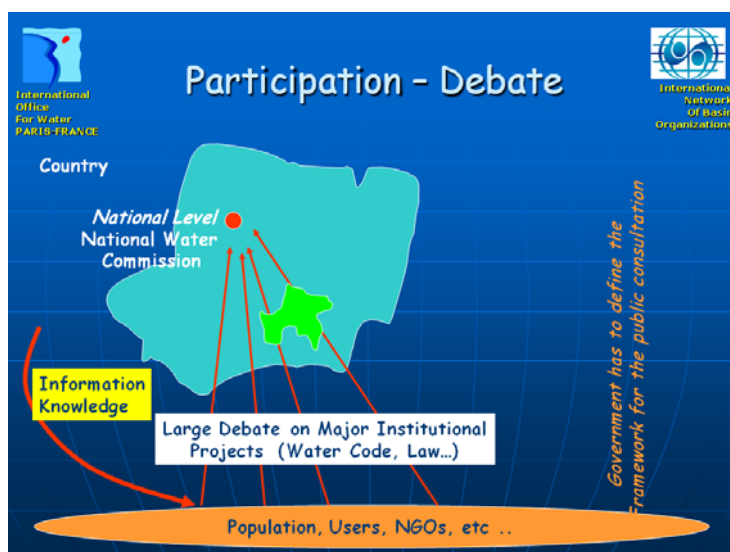 Participation – Debate
International
Office
For Water
PARIS-FRANCE
International
Network
Of Basin
Organizations
Country
National Level
National Water
Commission
Government has to define the
Framework for the public consultation
Information
Knowledge
Large Debate on Major Institutional
Projects (Water Code, Law...)
Population, Users, NGOs, etc ..